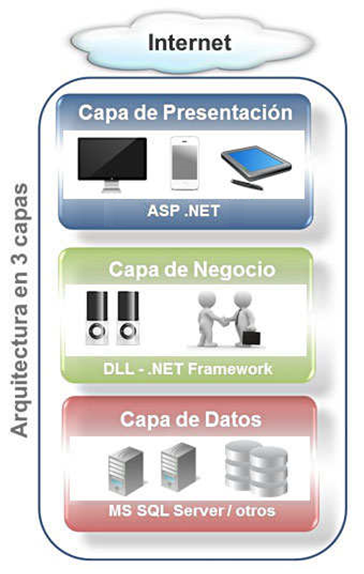 Internet
Arquitectura en 3 capas
Capa de Presentación
ASP .NET
Capa de Negocio
DLL - .NET Framework
Capa de Datos
MS SQL Server / otros